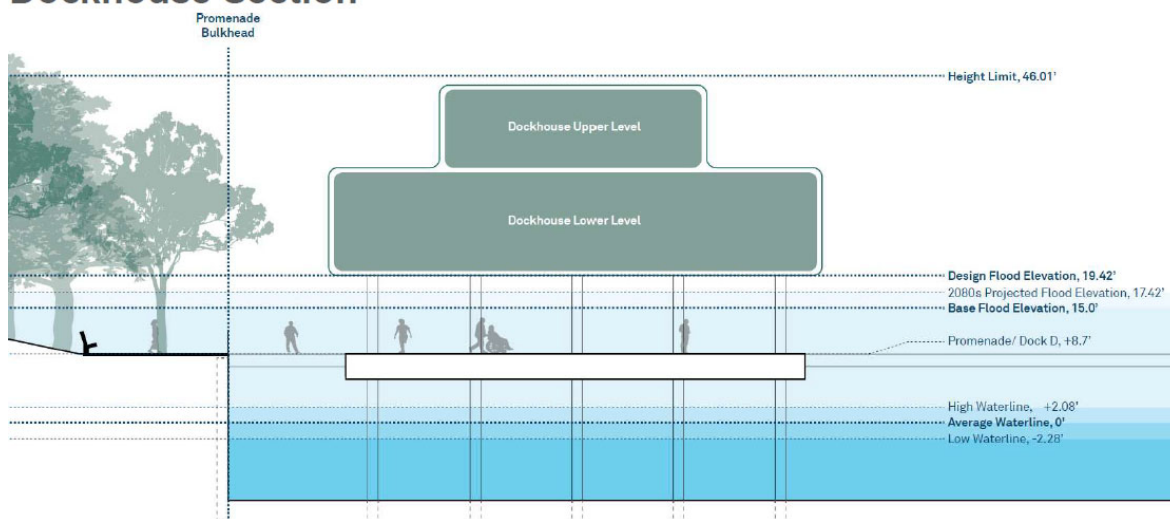 Dockhouse Section
Promenade
Bulkhead
Height Limit, 46.01'
Dockhouse Upper Level
Dockhouse Lower Level
Design Flood Elevation, 19.42'
2080s Projected Flood Elevation, 17.42'
Base Flood Elevation, 15.0'
Promenade/ Dock D, +8.7'
High Waterline, +2.08'
Average Waterline, 0'
Low Waterline, -2.28'